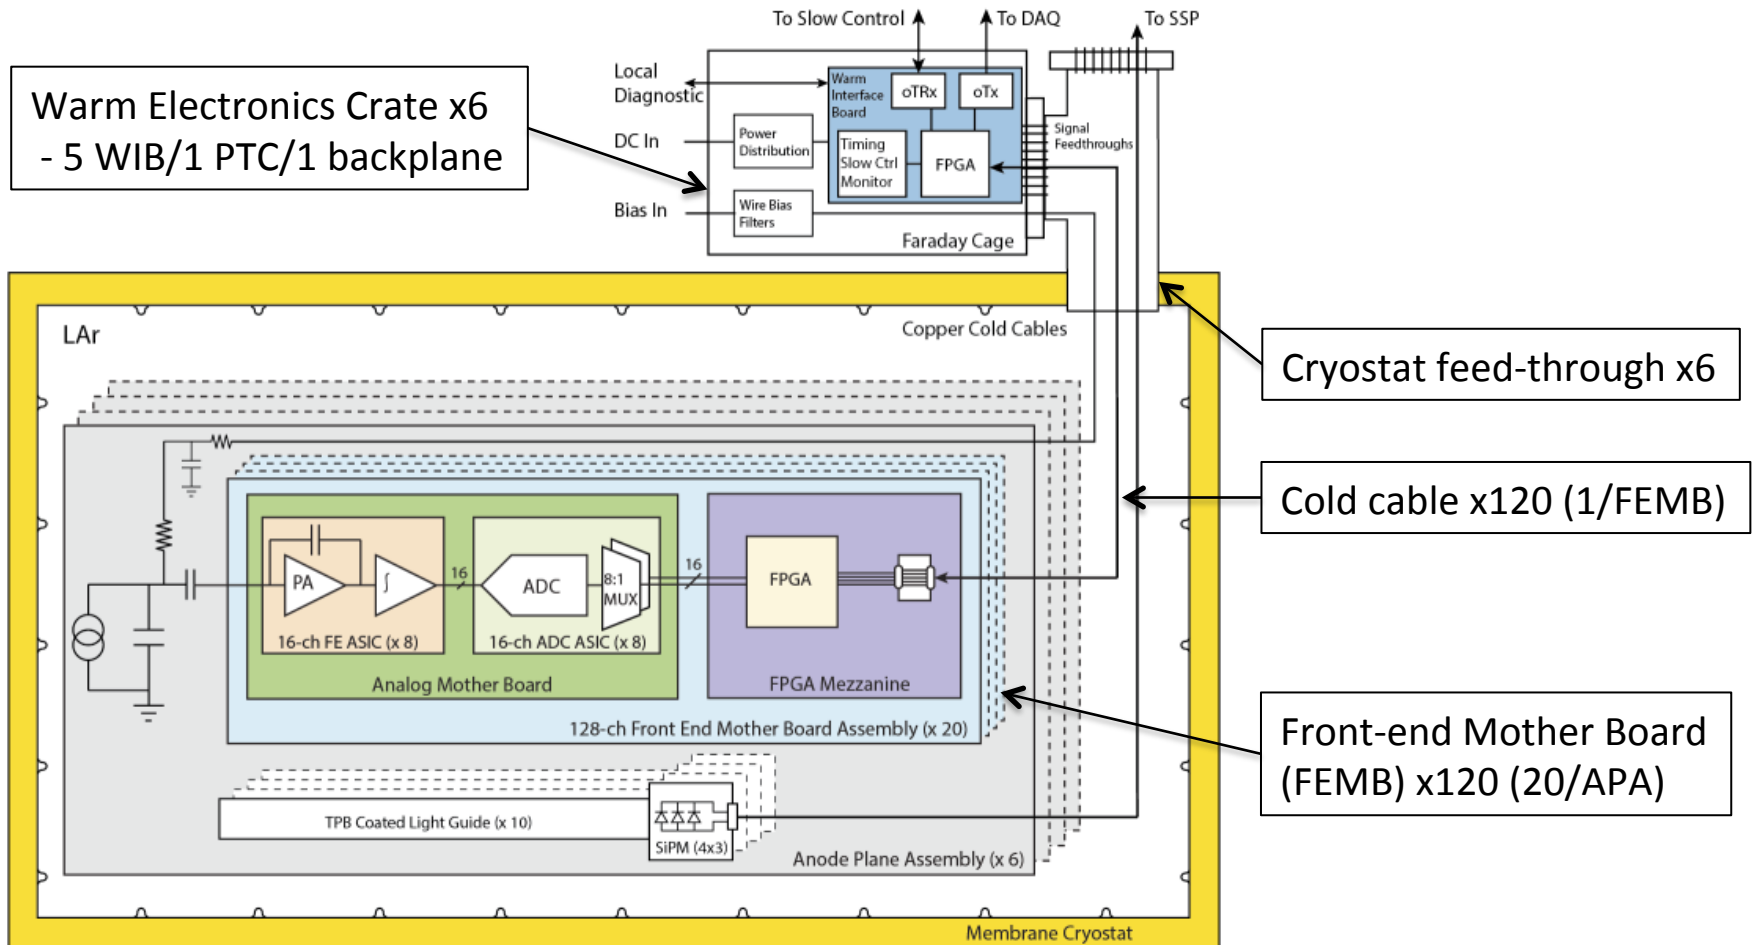 To Slow Control
To DAQ
To SSP
Warm Electronics Crate x6
- 5 WIB/1 PTC/1 backplane
Local
Diagnostic
DC In
Bias In
Power
Distribution
Wire Bias
Filters
Warm
Interface
Board
oTRx
oTx
Timing
Slow Ctrl
Monitor
FPGA
Signal
Feedthroughs
Faraday Cage
LAr
Copper Cold Cables
Cryostat feed-through x6
Cold cable x120 (1/FEMB)
PA
∫
16
ADC
8:1
MUX
16
FPGA
16-ch FE ASIC (x 8)
16-ch ADC ASIC (x 8)
Analog Mother Board
FPGA Mezzanine
128-ch Front End Mother Board Assembly (x 20)
Front-end Mother Board
(FEMB) x120 (20/APA)
TPB Coated Light Guide (x 10)
SiPM (4x3)
Anode Plane Assembly (x 6)
Membrane Cryostat